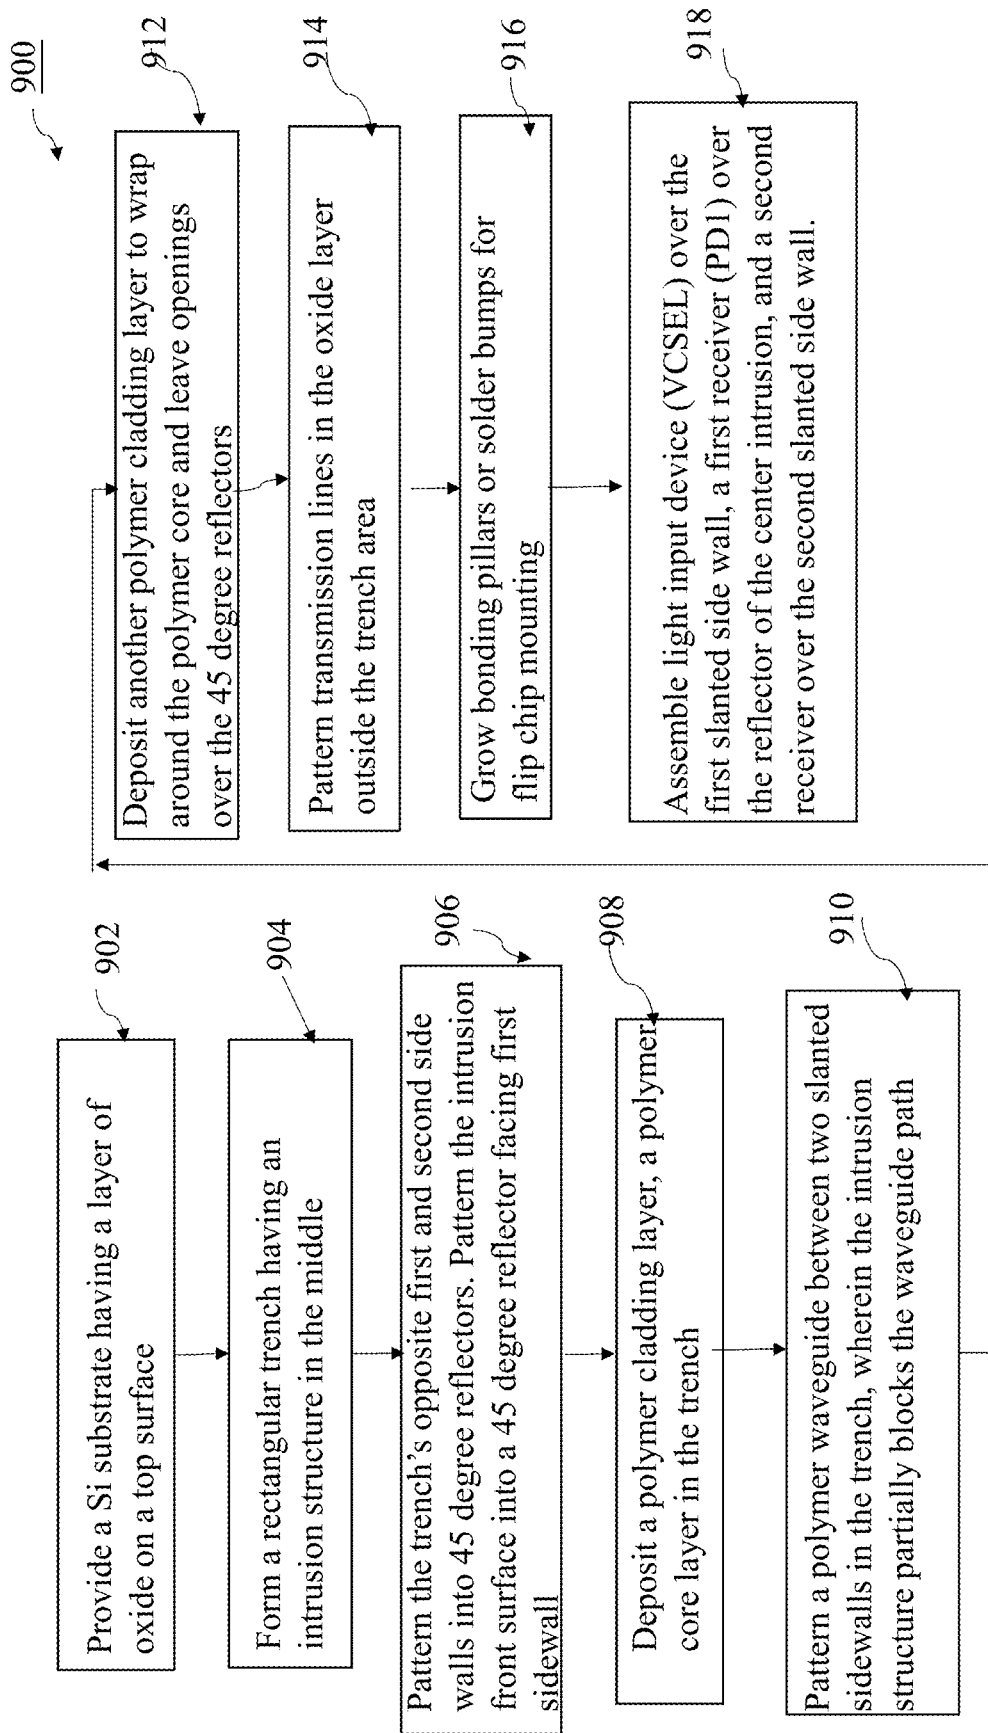 900
Provide a Si substrate having a layer of
oxide on a top surface
902
Form a rectangular trench having an
intrusion structure in the middle
904
Pattern the trench's opposite first and second side
walls into 45 degree reflectors. Pattern the intrusion
front surface into a 45 degree reflector facing first
sidewall
906
Deposit a polymer cladding layer, a polymer
core layer in the trench
908
Pattern a polymer waveguide between two slanted
sidewalls in the trench, wherein the intrusion
structure partially blocks the waveguide path
910
Deposit another polymer cladding layer to wrap
around the polymer core and leave openings
over the 45 degree reflectors
912
Pattern transmission lines in the oxide layer
outside the trench area
914
Grow bonding pillars or solder bumps for
flip chip mounting
916
Assemble light input device (VCSEL) over the
first slanted side wall, a first receiver (PD1) over
the reflector of the center intrusion, and a second
receiver over the second slanted side wall.
918